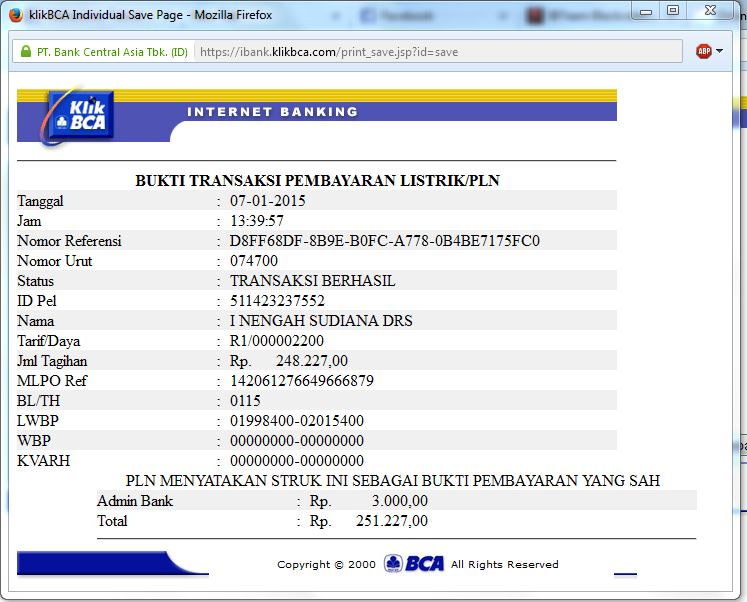 klikBCA Individual Save Page - Mozilla Firefox
PT. Bank Central Asia Tbk. (ID) https://ibank.klikbca.com/print_save.jsp?id=save
ABP
Klik BCA
INTERNET BANKING
BUKTI TRANSAKSI PEMBAYARAN LISTRIK/PLN
Tanggal : 07-01-2015
Jam : 13:39:57
Nomor Referensi : D8FF68DF-8B9E-B0FC-A778-0B4BE7175FC0
Nomor Urut : 074700
Status : TRANSAKSI BERHASIL
ID Pel : 511423237552
Nama : I NENGAH SUDIANA DRS
Tarif/Daya : R1/000002200
Jml Tagihan : Rp. 248.227,00
MLPO Ref : 142061276649666879
BL/TH : 0115
LWBP : 01998400-02015400
WBP : 00000000-00000000
KVARH : 00000000-00000000
PLN MENYATAKAN STRUK INI SEBAGAI BUKTI PEMBAYARAN YANG SAH
Admin Bank : Rp. 3.000,00
Total : Rp. 251.227,00
Copyright © 2000 BCA All Rights Reserved